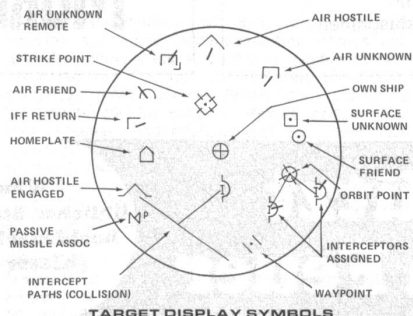 AIR UNKNOWN
REMOTE
AIR HOSTILE
STRIKE POINT
AIR UNKNOWN
AIR FRIEND
OWN SHIP
IFF RETURN
SURFACE
UNKNOWN
HOMEPLATE
SURFACE
FRIEND
AIR HOSTILE
ENGAGED
ORBIT POINT
PASSIVE
MISSILE ASSOC
MP
INTERCEPTORS
ASSIGNED
INTERCEPT
PATHS (COLLISION)
WAYPOINT
TARGET DISPLAY SYMBOLS